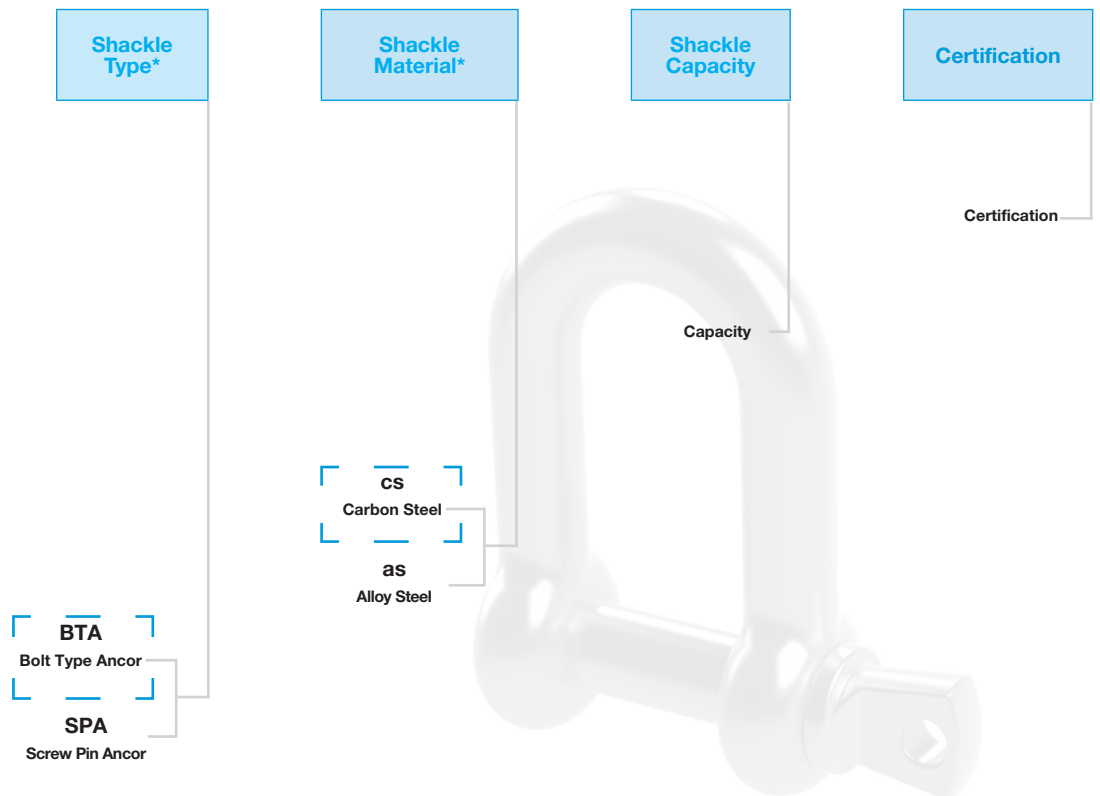 Shackle
Type*
Shackle
Material*
Shackle
Capacity
Certification
Certification
Capacity
cs
Carbon Steel
as
Alloy Steel
BTA
Bolt Type Ancor
SPA
Screw Pin Ancor